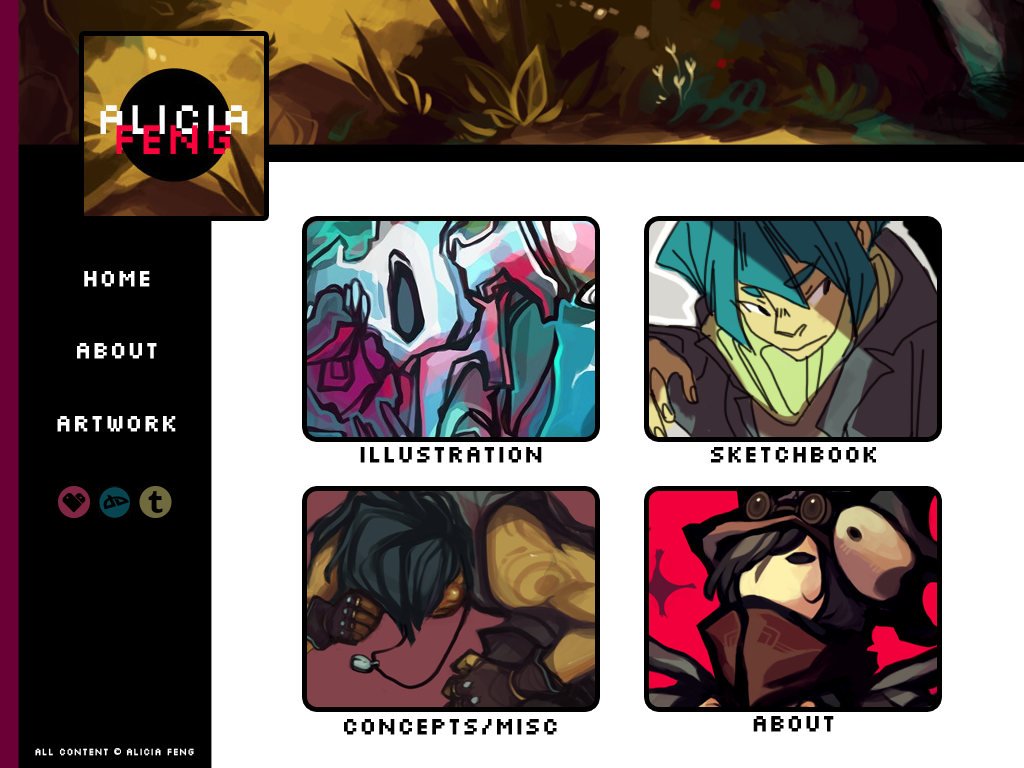 ALICIA
FENG
HOME
ABOUT
ARTWORK
t
ALL CONTENT © ALICIA FENG
ILLUSTRATION
SKETCHBOOK
CONCEPTS/MISC
ABOUT